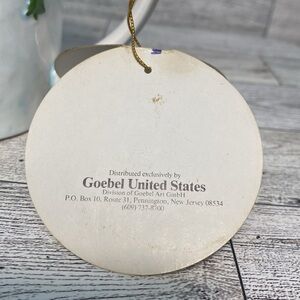 Distributed exclusively by
Goebel United States
Division of Goebel Art GmbH
P.O. Box 10, Route 31, Pennington, New Jersey 08534
(609) 737-8700